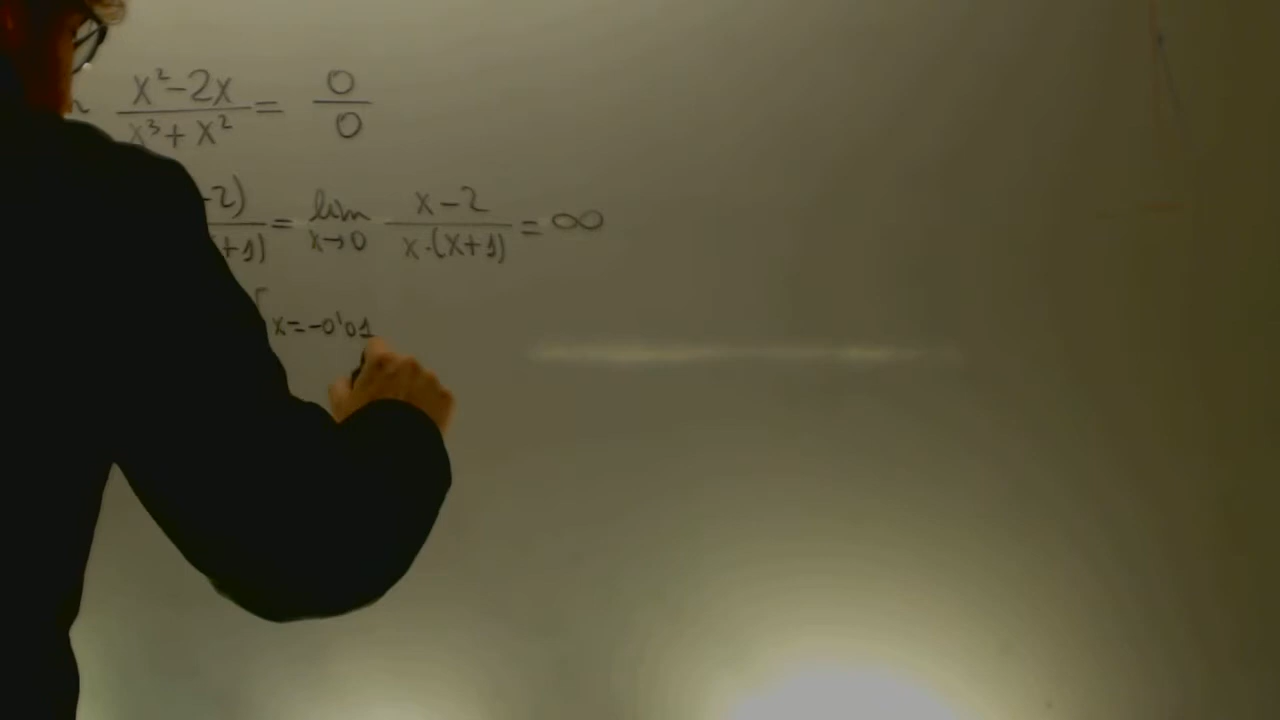 x²-2x/x³+x² = 0/0
-2)/+1) = lim x→0 x-2/x·(x+1) = ∞
x=-0'01